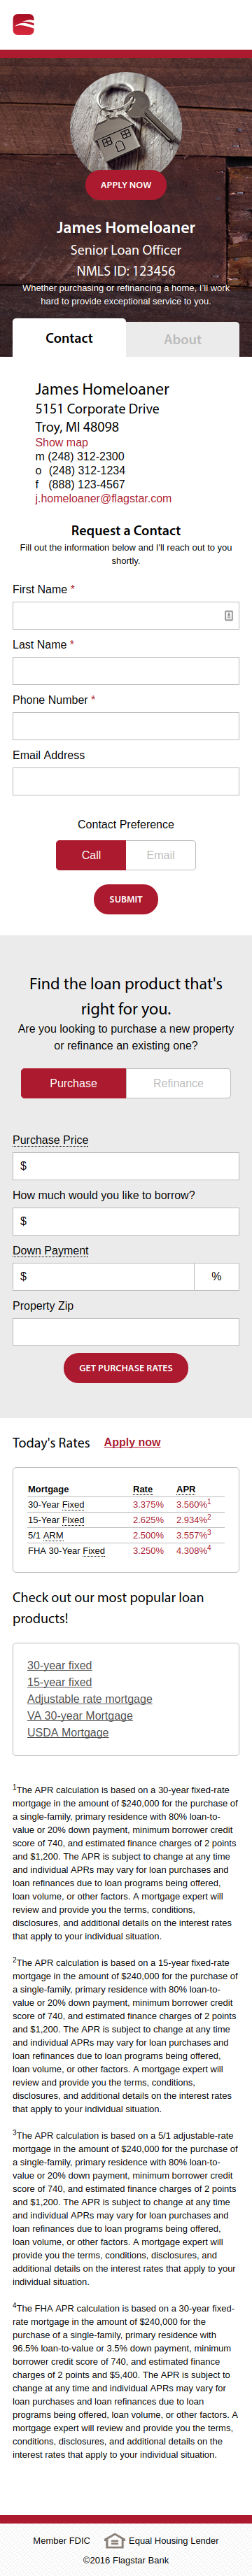 APPLY NOW
James Homeloaner
Senior Loan Officer
NMLS ID: 123456
Whether purchasing or refinancing a home, I'll work
hard to provide exceptional service to you.
Contact
About
James Homeloaner
5151 Corporate Drive
Troy, MI 48098
Show map
m (248) 312-2300
o (248) 312-1234
f (888) 123-4567
j.homeloaner@flagstar.com
Request a Contact
Fill out the information below and I'll reach out to you
shortly.
First Name *
Last Name *
Phone Number *
Email Address
Contact Preference
Call
Email
SUBMIT
Find the loan product that's
right for you.
Are you looking to purchase a new property
or refinance an existing one?
Purchase
Refinance
Purchase Price
$
How much would you like to borrow?
$
Down Payment
$ %
Property Zip
GET PURCHASE RATES
Today's Rates Apply now
Mortgage Rate APR
30-Year Fixed 3.375% 3.560%1
15-Year Fixed 2.625% 2.934%2
5/1 ARM 2.500% 3.557%3
FHA 30-Year Fixed 3.250% 4.308%4
Check out our most popular loan
products!
30-year fixed
15-year fixed
Adjustable rate mortgage
VA 30-year Mortgage
USDA Mortgage
1The APR calculation is based on a 30-year fixed-rate
mortgage in the amount of $240,000 for the purchase of
a single-family, primary residence with 80% loan-to-
value or 20% down payment, minimum borrower credit
score of 740, and estimated finance charges of 2 points
and $1,200. The APR is subject to change at any time
and individual APRs may vary for loan purchases and
loan refinances due to loan programs being offered,
loan volume, or other factors. A mortgage expert will
review and provide you the terms, conditions,
disclosures, and additional details on the interest rates
that apply to your individual situation.
2The APR calculation is based on a 15-year fixed-rate
mortgage in the amount of $240,000 for the purchase of
a single-family, primary residence with 80% loan-to-
value or 20% down payment, minimum borrower credit
score of 740, and estimated finance charges of 2 points
and $1,200. The APR is subject to change at any time
and individual APRs may vary for loan purchases and
loan refinances due to loan programs being offered,
loan volume, or other factors. A mortgage expert will
review and provide you the terms, conditions,
disclosures, and additional details on the interest rates
that apply to your individual situation.
3The APR calculation is based on a 5/1 adjustable-rate
mortgage in the amount of $240,000 for the purchase of
a single-family, primary residence with 80% loan-to-
value or 20% down payment, minimum borrower credit
score of 740, and estimated finance charges of 2 points
and $1,200. The APR is subject to change at any time
and individual APRs may vary for loan purchases and
loan refinances due to loan programs being offered,
loan volume, or other factors. A mortgage expert will
provide you the terms, conditions, disclosures, and
additional details on the interest rates that apply to your
individual situation.
4The FHA APR calculation is based on a 30-year fixed-
rate mortgage in the amount of $240,000 for the
purchase of a single-family, primary residence with
96.5% loan-to-value or 3.5% down payment, minimum
borrower credit score of 740, and estimated finance
charges of 2 points and $5,400. The APR is subject to
change at any time and individual APRs may vary for
loan purchases and loan refinances due to loan
programs being offered, loan volume, or other factors. A
mortgage expert will review and provide you the terms,
conditions, disclosures, and additional details on the
interest rates that apply to your individual situation.
Member FDIC Equal Housing Lender
©2016 Flagstar Bank